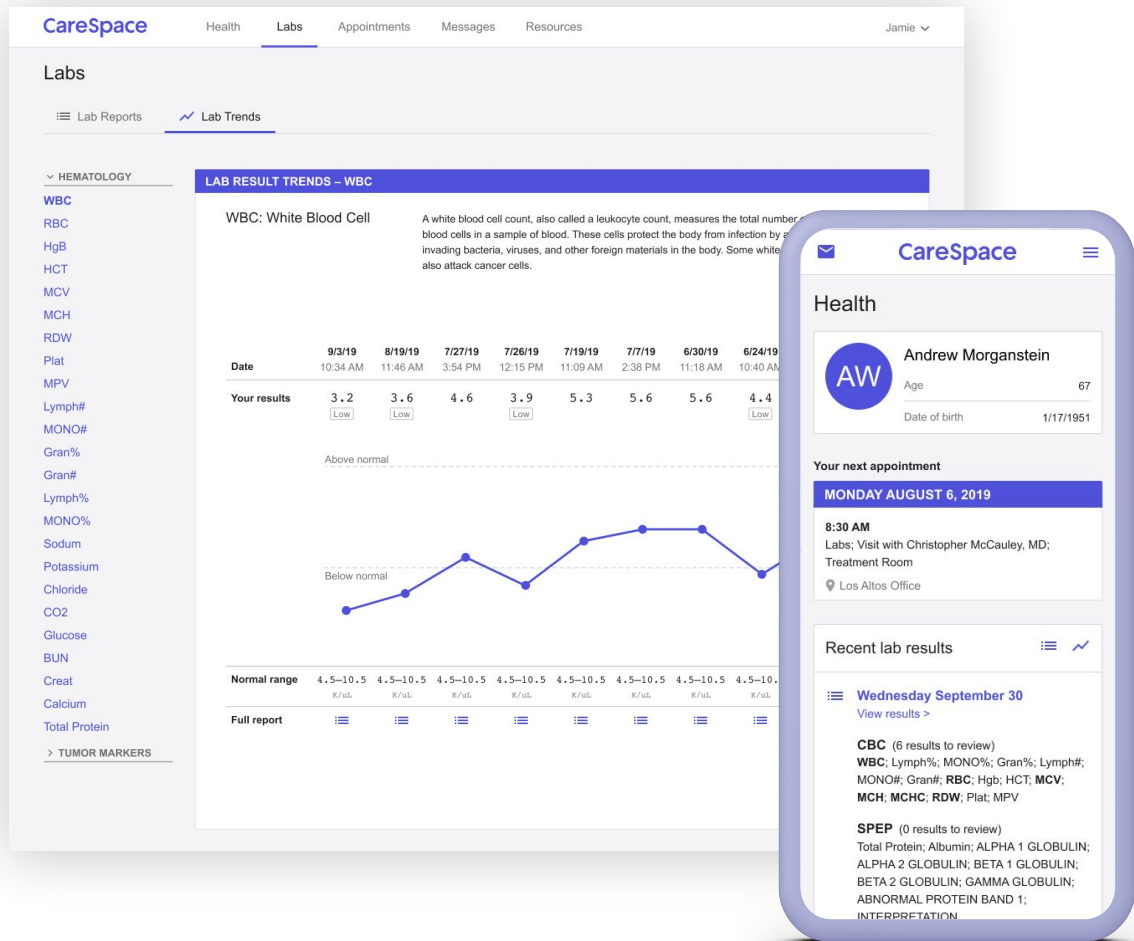 CareSpace
Health Labs Appointments Messages Resources Jamie
Labs
Lab Reports Lab Trends
HEMATOLOGY
WBC
RBC
HgB
HCT
MCV
MCH
RDW
Plat
MPV
Lymph#
MONO#
Gran%
Gran#
Lymph%
MONO%
Sodum
Potassium
Chloride
CO2
Glucose
BUN
Creat
Calcium
Total Protein
> TUMOR MARKERS
LAB RESULT TRENDS – WBC
WBC: White Blood Cell
A white blood cell count, also called a leukocyte count, measures the total number
blood cells in a sample of blood. These cells protect the body from infection by
invading bacteria, viruses, and other foreign materials in the body. Some white
also attack cancer cells.
Date 9/3/19 8/19/19 7/27/19 7/26/19 7/19/19 7/7/19 6/30/19 6/24/19
10:34 AM 11:46 AM 3:54 PM 12:15 PM 11:09 AM 2:38 PM 11:18 AM 10:40 AM
Your results 3.2 3.6 4.6 3.9 5.3 5.6 5.6 4.4
Low Low Low Low
Above normal
Below normal
Normal range 4.5–10.5 4.5–10.5 4.5–10.5 4.5–10.5 4.5–10.5 4.5–10.5 4.5–10.5 4.5–10.
K/uL K/uL K/uL K/uL K/uL K/uL K/uL K/uL
Full report
CareSpace
Health
AW
Andrew Morganstein
Age 67
Date of birth 1/17/1951
Your next appointment
MONDAY AUGUST 6, 2019
8:30 AM
Labs; Visit with Christopher McCauley, MD;
Treatment Room
Los Altos Office
Recent lab results
Wednesday September 30
View results >
CBC (6 results to review)
WBC; Lymph%; MONO%; Gran%; Lymph#;
MONO#; Gran#; RBC; Hgb; HCT; MCV;
MCH; MCHC; RDW; Plat; MPV
SPEP (0 results to review)
Total Protein; Albumin; ALPHA 1 GLOBULIN;
ALPHA 2 GLOBULIN; BETA 1 GLOBULIN;
BETA 2 GLOBULIN; GAMMA GLOBULIN;
ABNORMAL PROTEIN BAND 1;
INTERPRETATION